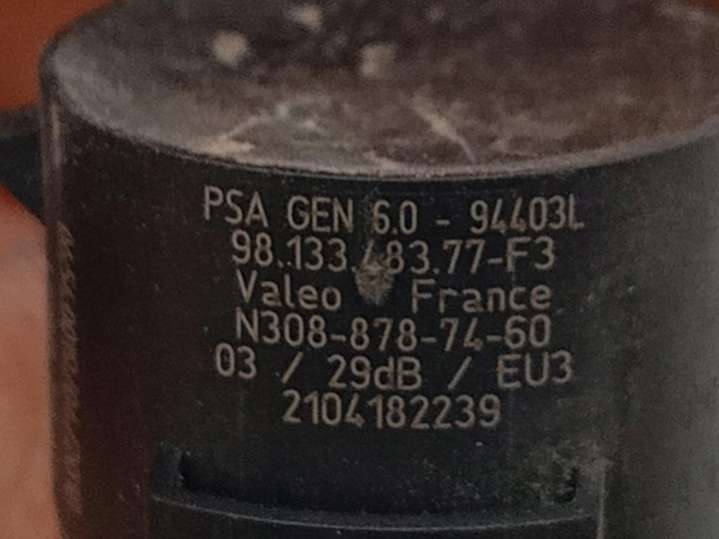 PSA GEN 6.0 - 94403L
98.133.483.77-F3
Valeo France
N308-878-74-60
03 / 29dB / EU3
2104182239